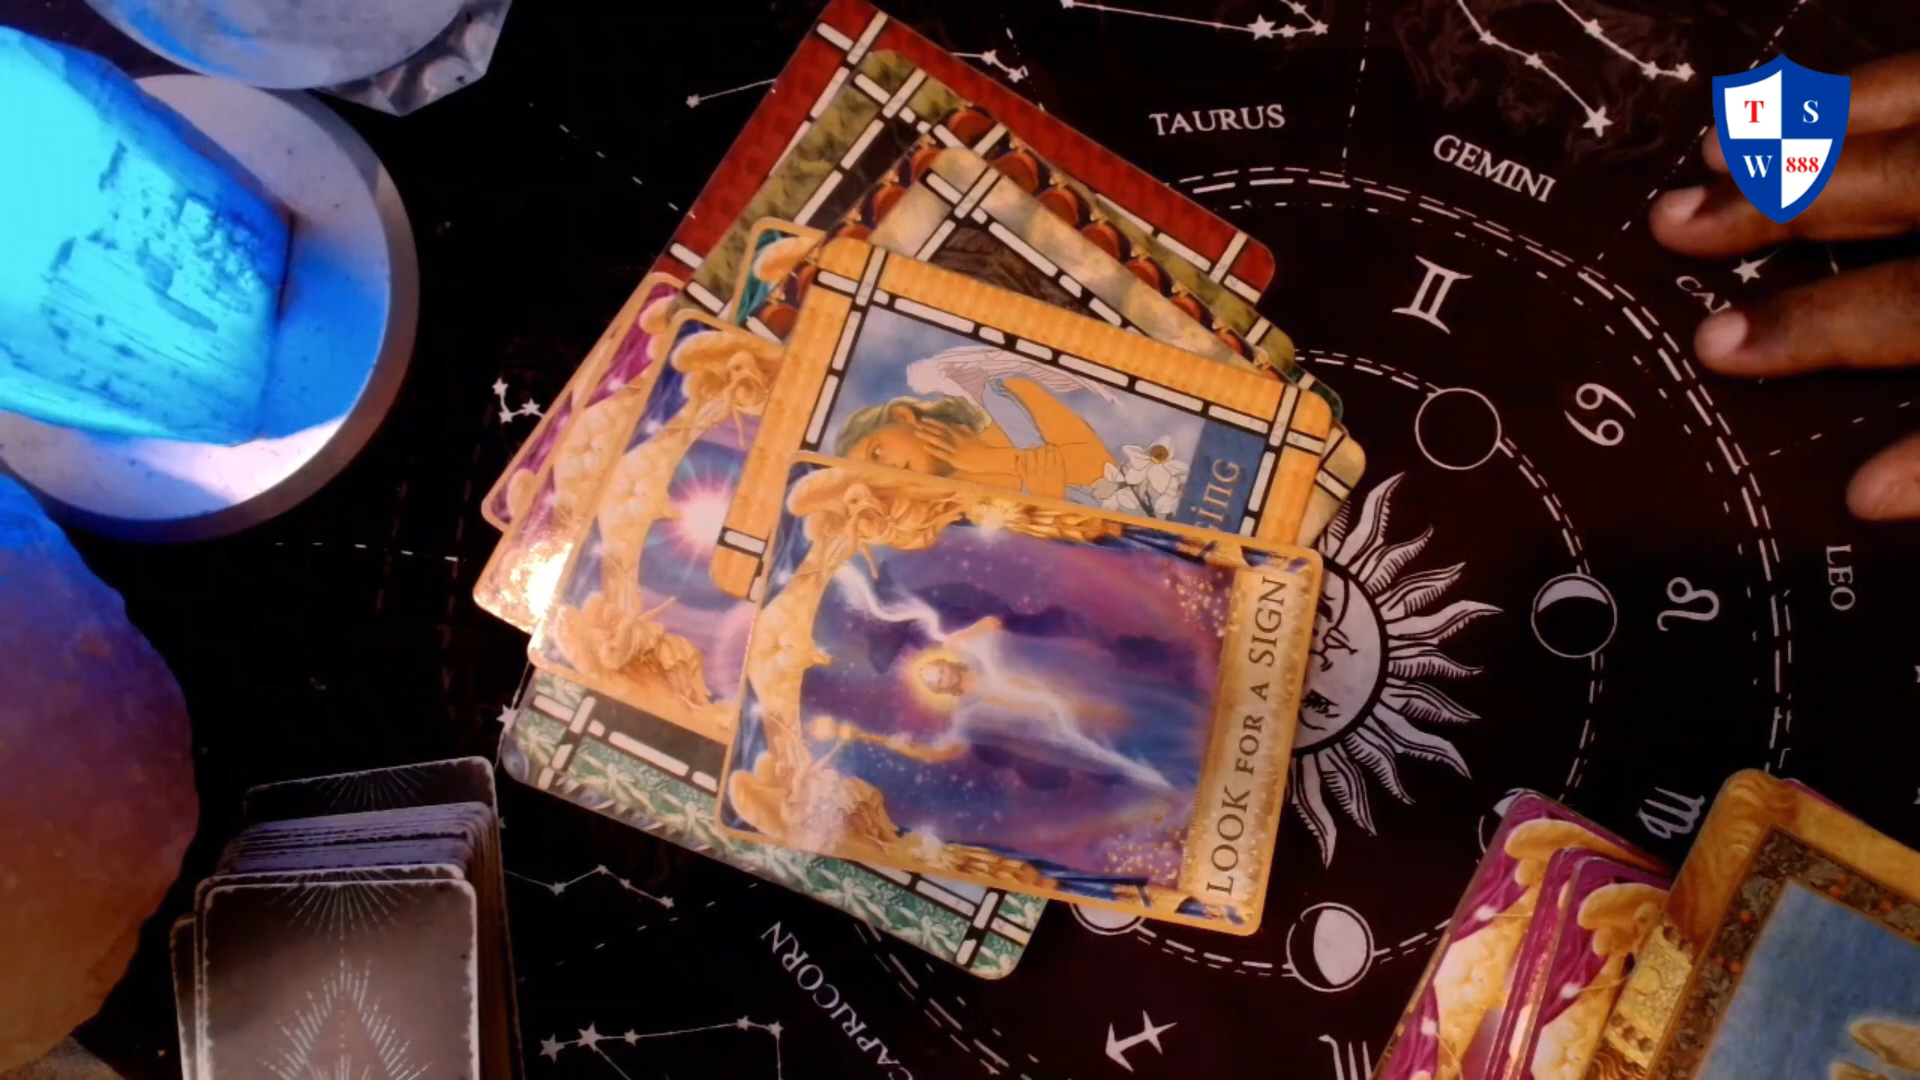 TAURUS
GEMINI
T S
W 888
LEO
LOOK FOR A SIGN
CAPRICORN